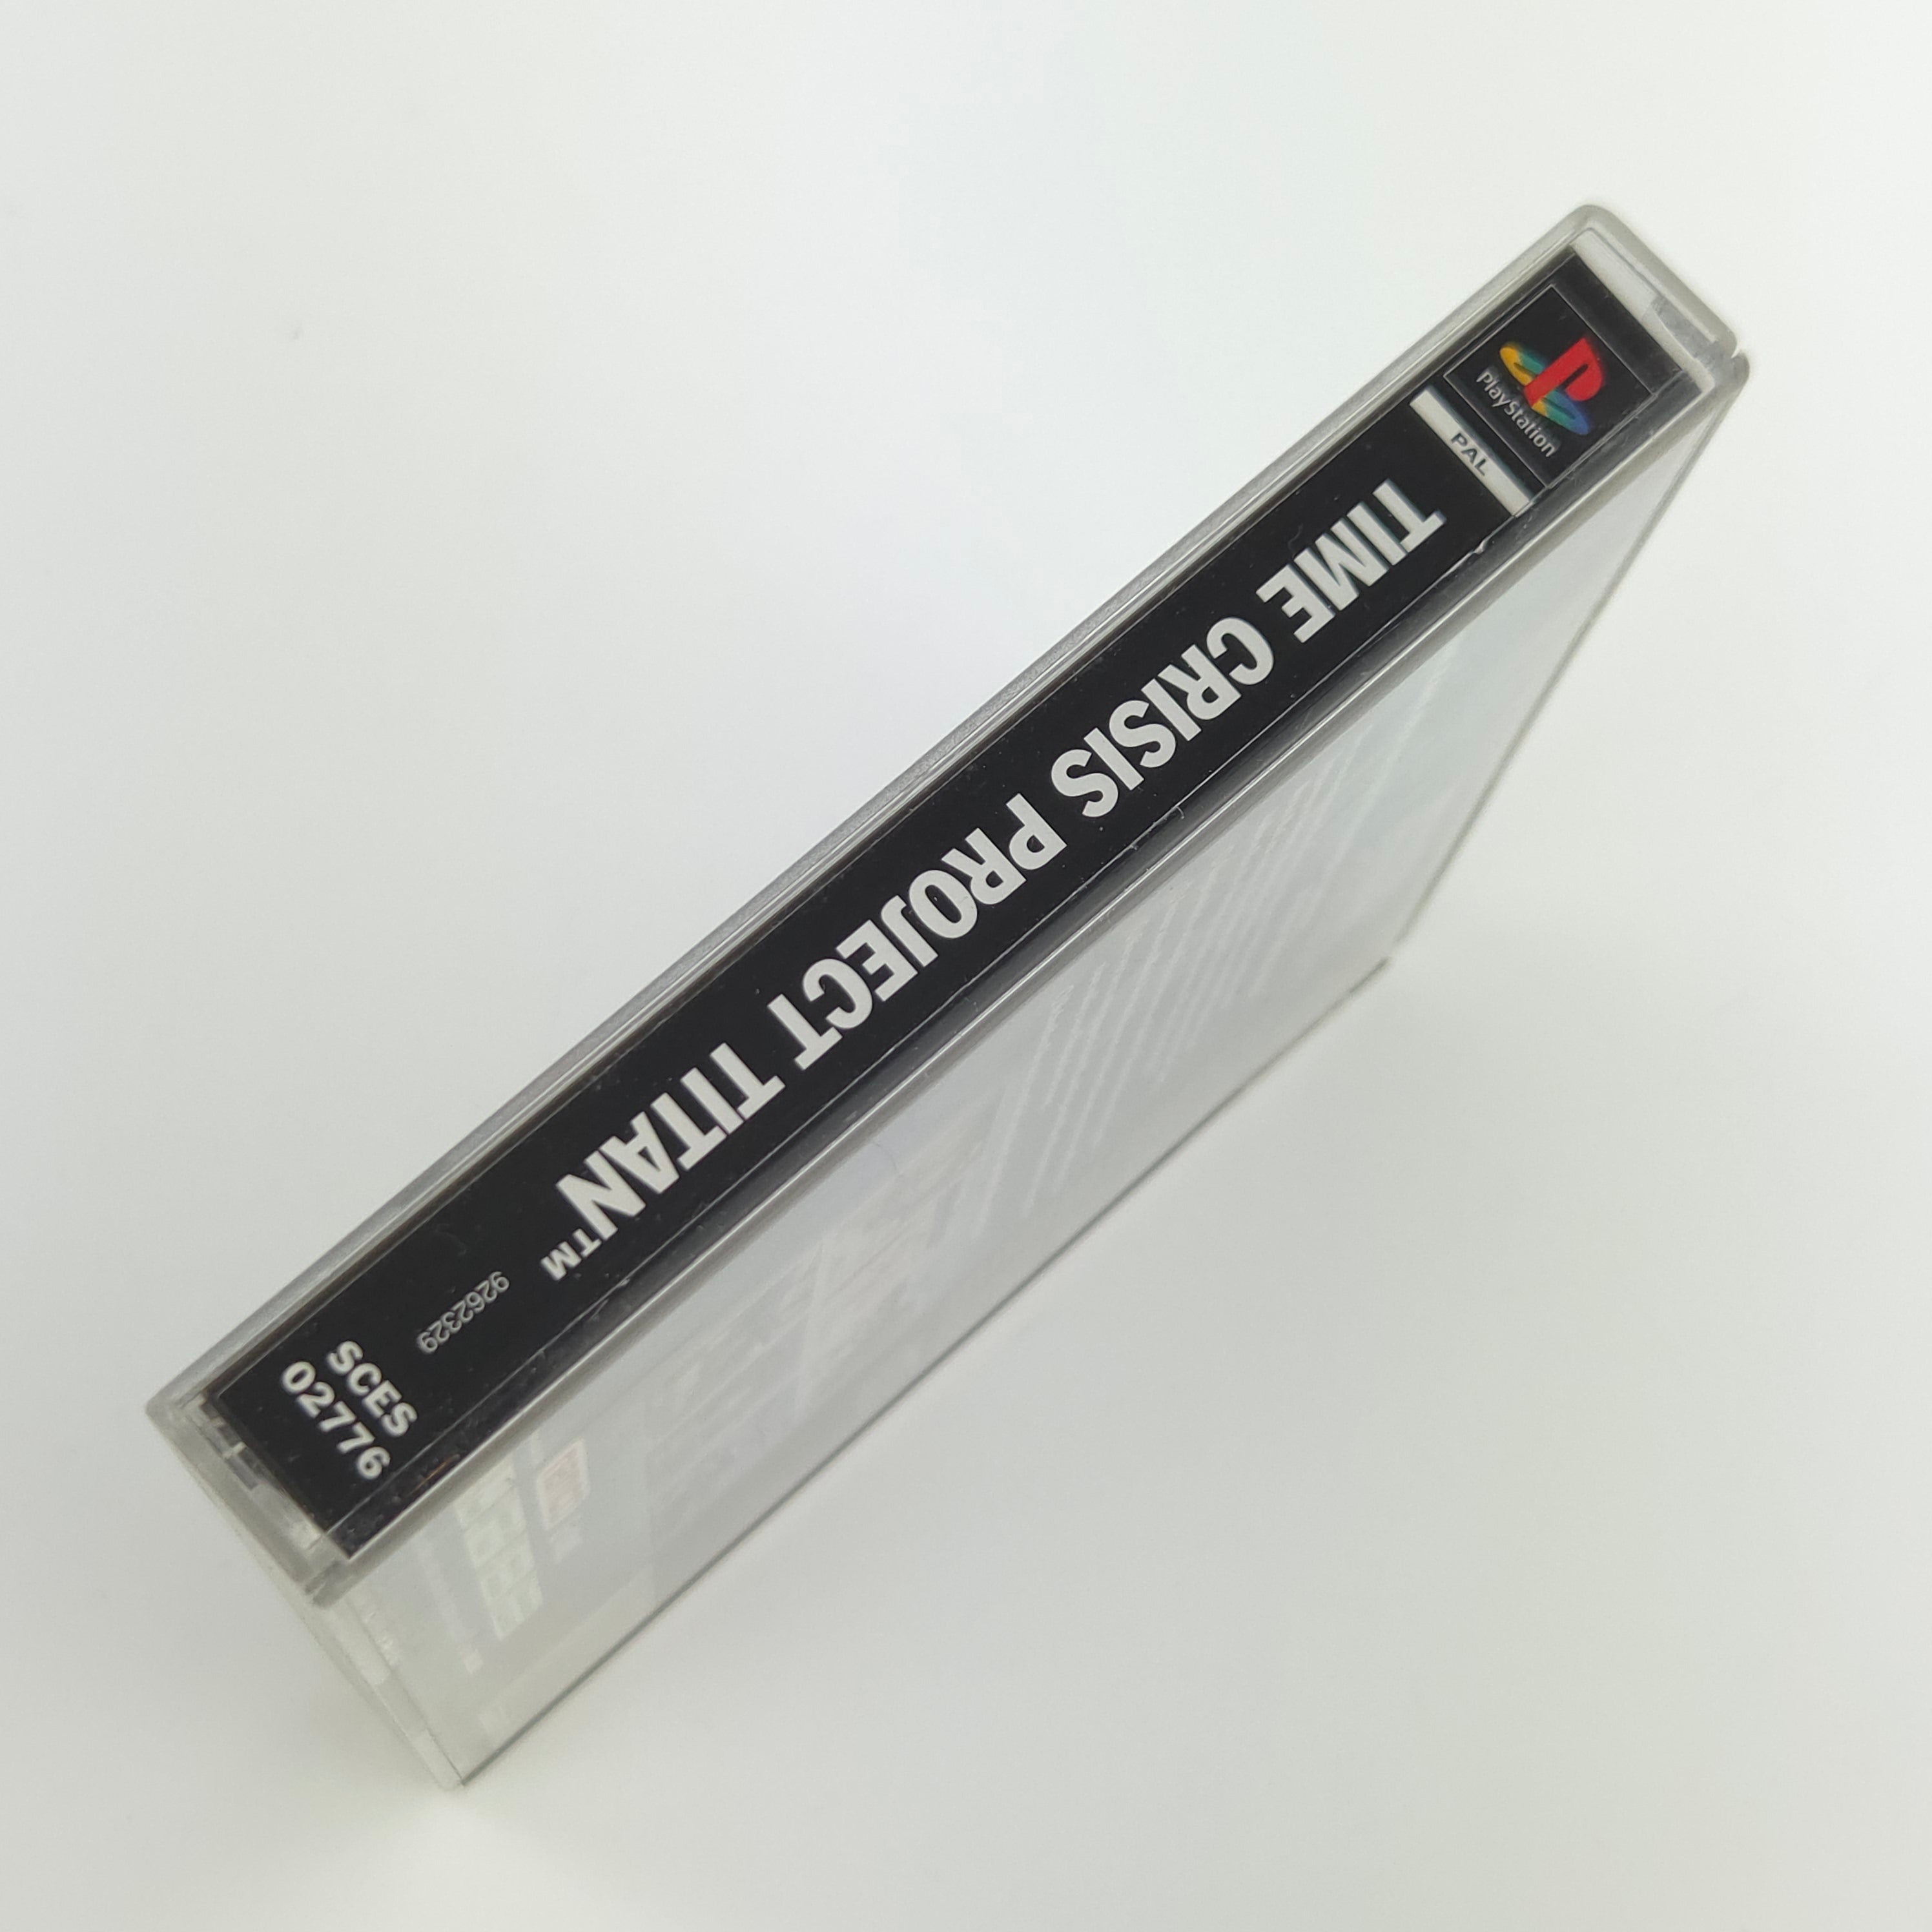 PlayStation
PAL
TIME CRISIS PROJECT TITAN™
9262329
SCES
02776